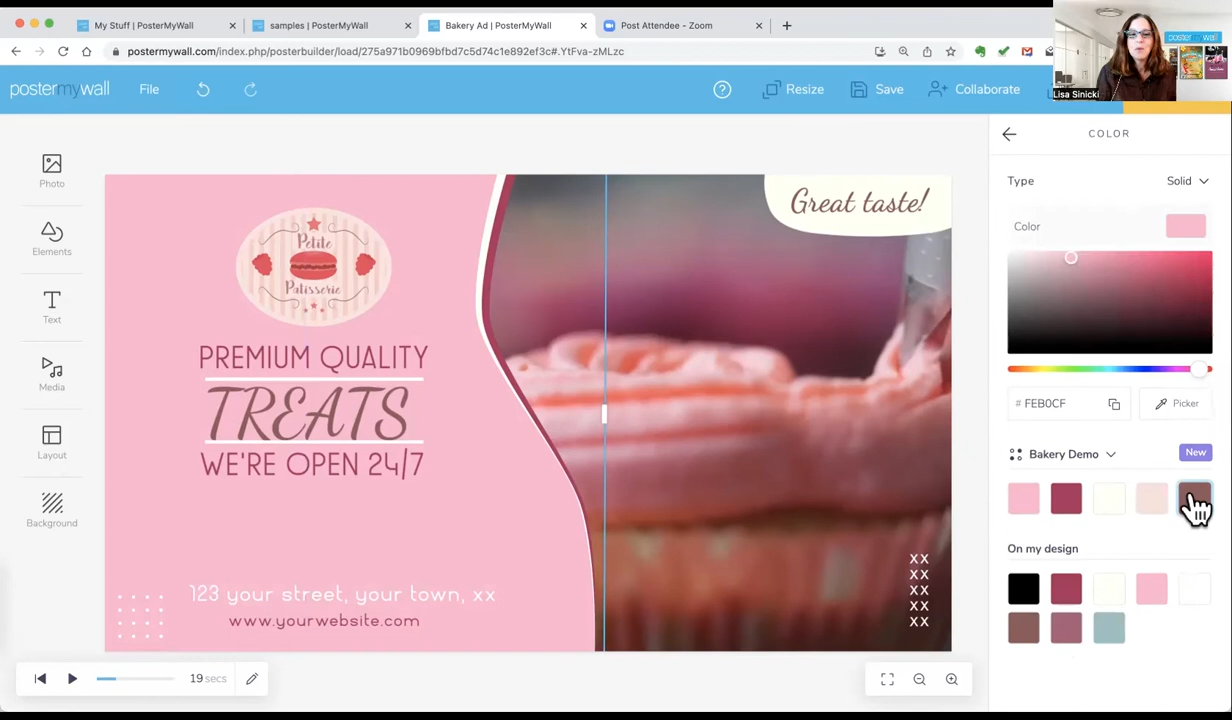 My Stuff | PosterMyWall
samples | PosterMyWall
Bakery Ad | PosterMyWall
Post Attendee - Zoom
postermywall.com/index.php/posterbuilder/load/275a971b0969bfbd7c5d74c1e892ef3c#.YtFva-zMLzc
Lisa Sinicki
postermywall
File
Resize
Save
Collaborate
Photo
Elements
Text
Media
Layout
Background
Petite
Patisserie
PREMIUM QUALITY
TREATS
WE'RE OPEN 24/7
123 your street, your town, xx
www.yourwebsite.com
Great taste!
XX
XX
XX
XX
XX
19 secs
COLOR
Type
Solid
Color
# FEB0CF
Picker
Bakery Demo
New
On my design